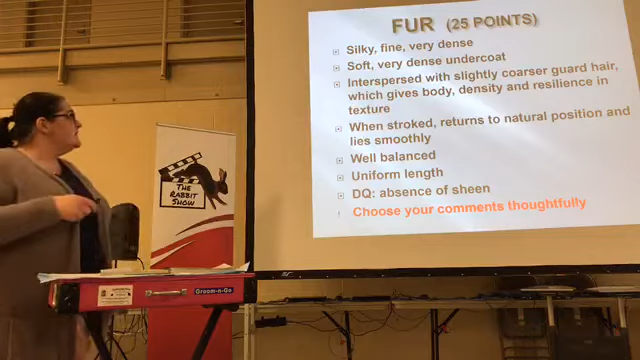 FUR (25 POINTS)
Silky, fine, very dense
Soft, very dense undercoat
Interspersed with slightly coarser guard hair,
which gives body, density and resilience in
texture
When stroked, returns to natural position and
lies smoothly
Well balanced
Uniform length
DQ: absence of sheen
Choose your comments thoughtfully
THE
RABBIT
SHOW
Groom-n-Go